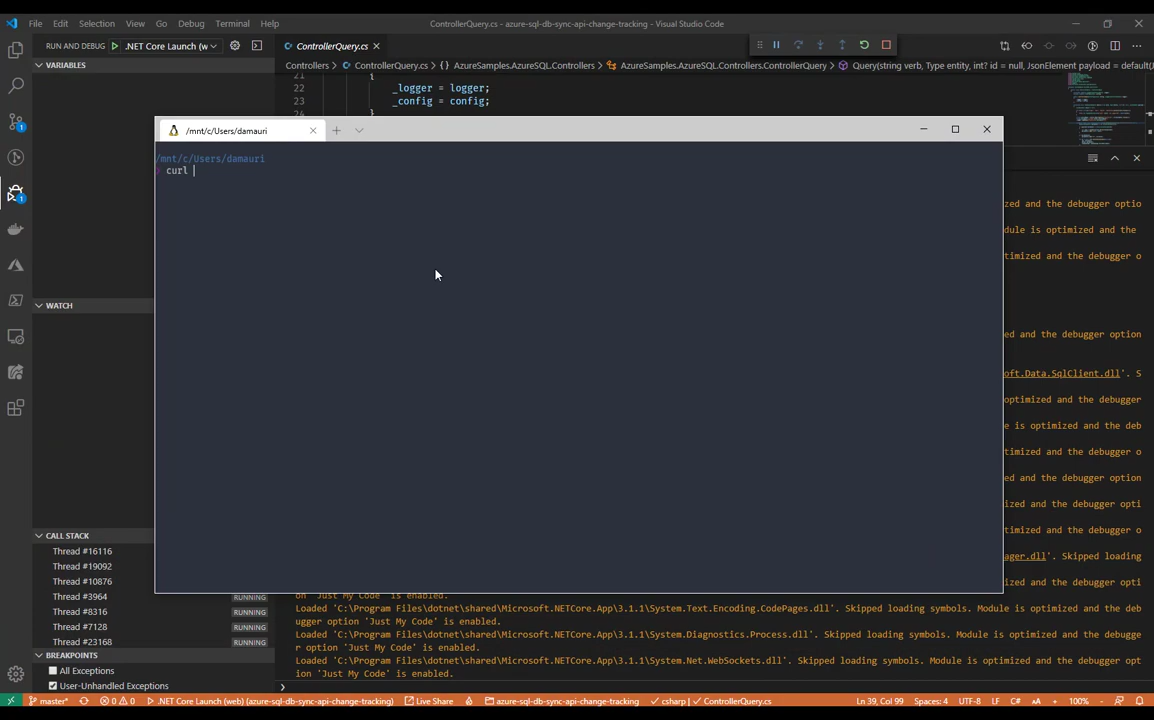 File Edit Selection View Go Debug Terminal Help
ControllerQuery.cs - azure-sql-db-sync-api-change-tracking - Visual Studio Code
RUN AND DEBUG .NET Core Launch (w
ControllerQuery.cs
VARIABLES
Controllers > ControllerQuery.cs > {} AzureSamples.AzureSQL.Controllers > AzureSamples.AzureSQL.Controllers.ControllerQuery > Query(string verb, Type entity, int? id = null, JsonElement payload = default(J
21 {
22 _logger = logger;
23 _config = config;
24 }
/mnt/c/Users/damauri
/mnt/c/Users/damauri
curl
zed and the debugger optio
dule is optimized and the
timized and the debugger o
WATCH
ed and the debugger option
oft.Data.SqlClient.dll'. S
optimized and the debugger
e is optimized and the deb
timized and the debugger o
ed and the debugger option
ized and the debugger opti
timized and the debugger o
CALL STACK
Thread #16116
Thread #19092
ager.dll'. Skipped loading
Thread #10876
ized and the debugger opti
Thread #3964 RUNNING
on 'Just My Code' is enabled.
Thread #8316 RUNNING
Loaded 'C:\Program Files\dotnet\shared\Microsoft.NETCore.App\3.1.1\System.Text.Encoding.CodePages.dll'. Skipped loading symbols. Module is optimized and the deb
ugger option 'Just My Code' is enabled.
Thread #7128 RUNNING
Loaded 'C:\Program Files\dotnet\shared\Microsoft.NETCore.App\3.1.1\System.Diagnostics.Process.dll'. Skipped loading symbols. Module is optimized and the debugge
Thread #23168 RUNNING
r option 'Just My Code' is enabled.
BREAKPOINTS
Loaded 'C:\Program Files\dotnet\shared\Microsoft.NETCore.App\3.1.1\System.Net.WebSockets.dll'. Skipped loading symbols. Module is optimized and the debugger opt
All Exceptions
ion 'Just My Code' is enabled.
User-Unhandled Exceptions
master* 0 0 .NET Core Launch (web) (azure-sql-db-sync-api-change-tracking) Live Share azure-sql-db-sync-api-change-tracking csharp | ControllerQuery.cs Ln 39, Col 99 Spaces: 4 UTF-8 LF C# AA + 100% -